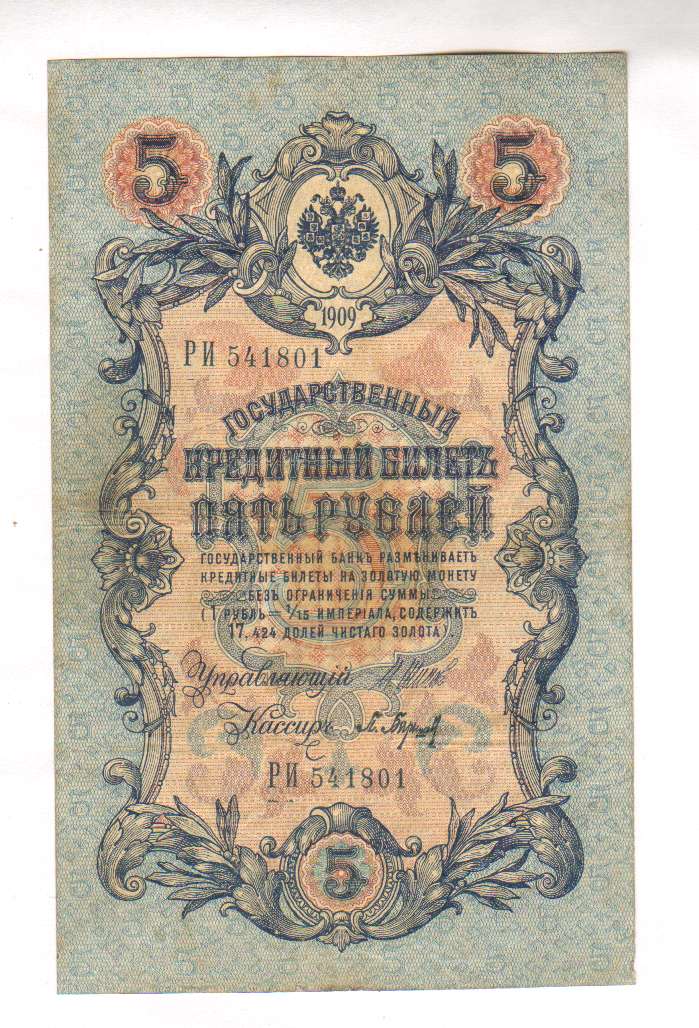 5 5
1909
РИ 541801
ГОСУДАРСТВЕННЫЙ
КРЕДИТНЫЙ БИЛЕТЪ
ПЯТЬ РУБЛЕЙ
ГОСУДАРСТВЕННЫЙ БАНКЪ РАЗМѢНИВАЕТЪ
КРЕДИТНЫЕ БИЛЕТЫ НА ЗОЛОТУЮ МОНЕТУ
БЕЗЪ ОГРАНИЧЕНІЯ СУММЫ
(1 РУБЛЬ = 1/15 ИМПЕРІАЛА, СОДЕРЖИТЪ
17,424 ДОЛЕЙ ЧИСТАГО ЗОЛОТА).
Управляющій
Кассиръ
РИ 541801
5